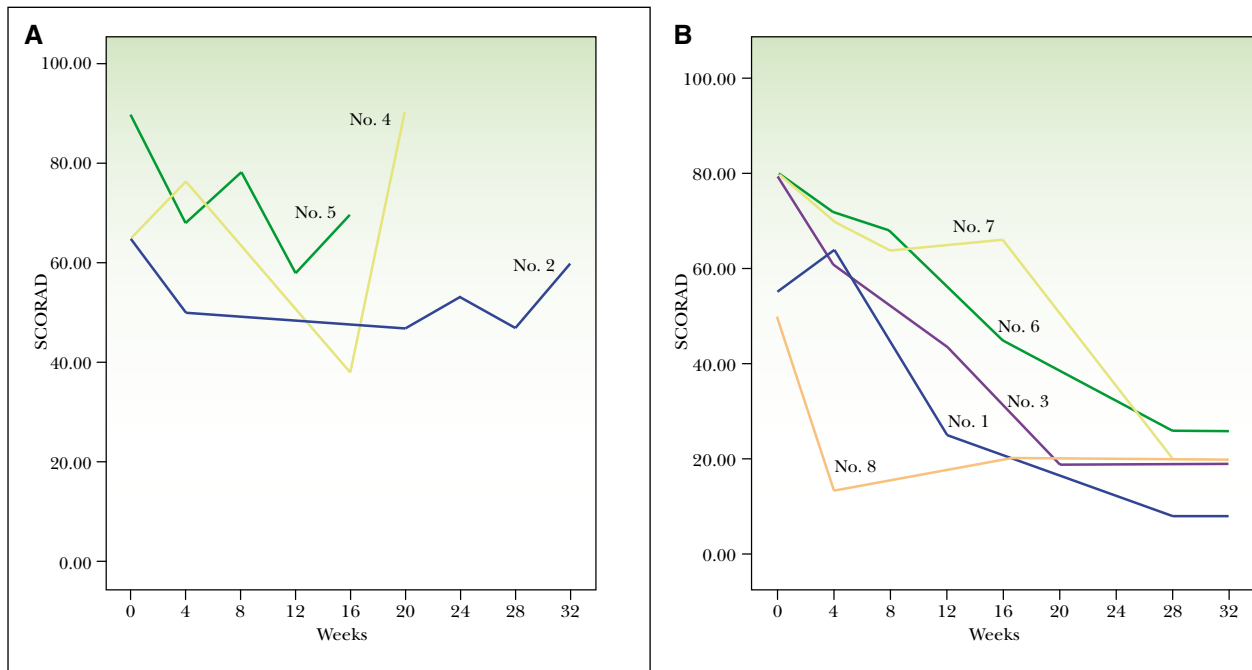 A
SCORAD
100.00
80.00
60.00
40.00
20.00
0.00
No. 4
No. 5
No. 2
0 4 8 12 16 20 24 28 32
Weeks
B
SCORAD
100.00
80.00
60.00
40.00
20.00
0.00
No. 7
No. 6
No. 3
No. 1
No. 8
0 4 8 12 16 20 24 28 32
Weeks